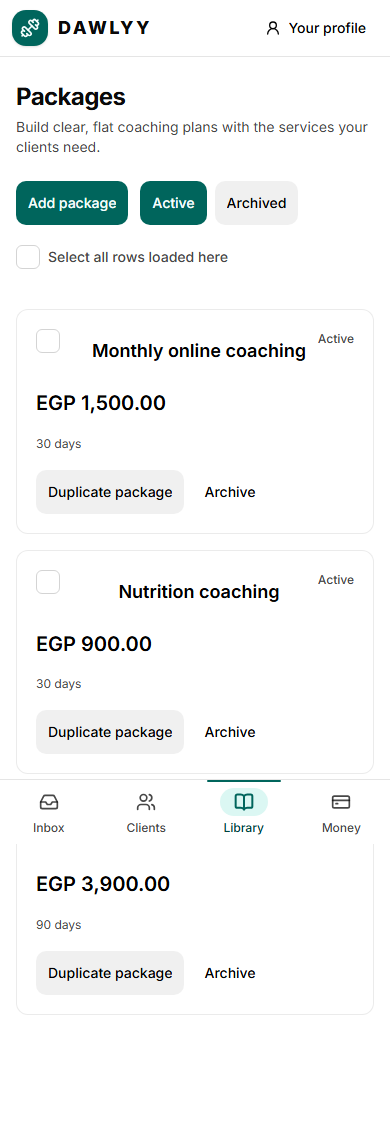 DAWLYY
Your profile
Packages
Build clear, flat coaching plans with the services your
clients need.
Add package
Active
Archived
Select all rows loaded here
Monthly online coaching
Active
EGP 1,500.00
30 days
Duplicate package
Archive
Nutrition coaching
Active
EGP 900.00
30 days
Duplicate package
Archive
Inbox
Clients
Library
Money
EGP 3,900.00
90 days
Duplicate package
Archive